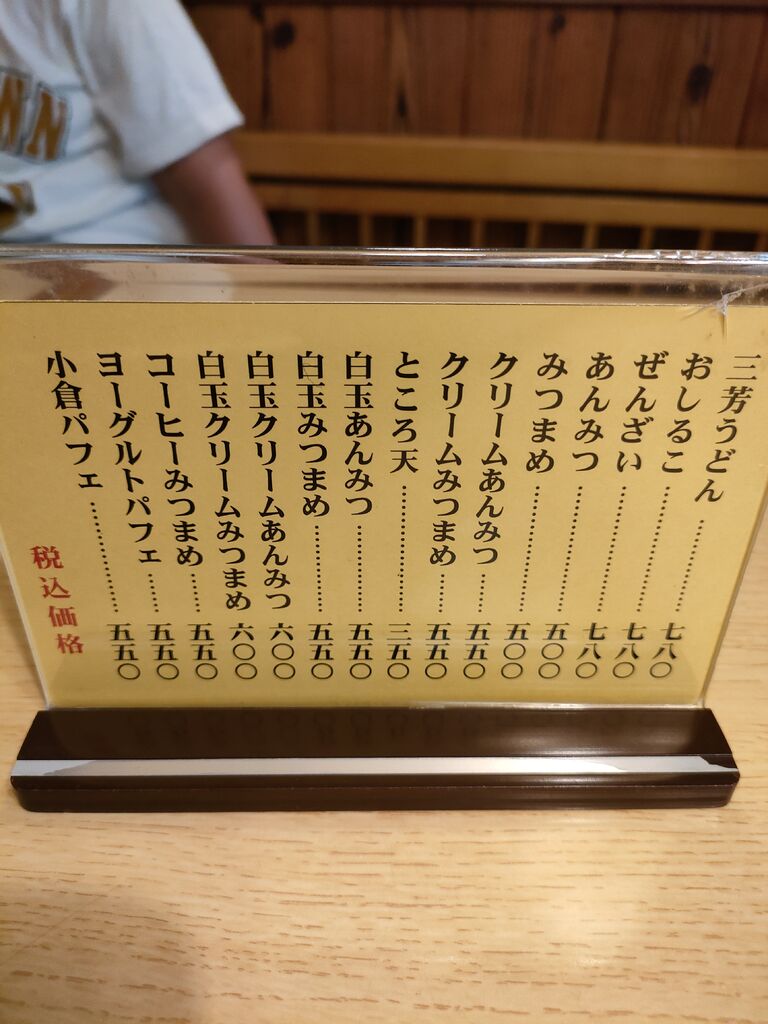 三芳うどん……七八〇
おしるこ……七八〇
ぜんざい……七八〇
あんみつ……五〇〇
みつまめ……五〇〇
クリームあんみつ……五五〇
クリームみつまめ……五五〇
ところ天……三五〇
白玉あんみつ……五五〇
白玉みつまめ……五五〇
白玉クリームあんみつ 六〇〇
白玉クリームみつまめ 六〇〇
コーヒーみつまめ……五五〇
ヨーグルトパフェ……五五〇
小倉パフェ……五五〇
税込価格